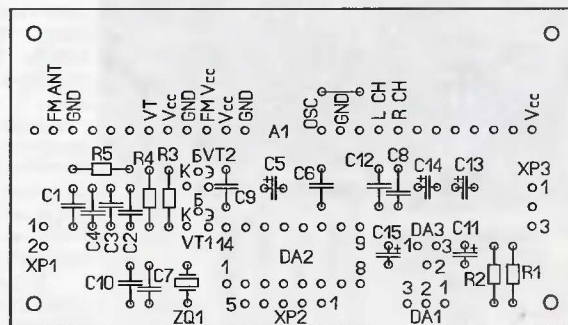 FM ANT
GND
VT
Vcc
GND
FM Vcc
Vcc
GND
A1
OSC
GND
L CH
R CH
Vcc
R5
R4
R3
К
Б
Э
VT2
C5
C6
C12
C8
C14
C13
XP3
1
C1
C4
C3
C2
К
Б
Э
C9
1
2
XP1
VT1
14
DA2
9
C15
1
DA3
3
C11
2
3
C10
C7
ZQ1
1
8
5
XP2
1
3
2
1
DA1
R2
R1